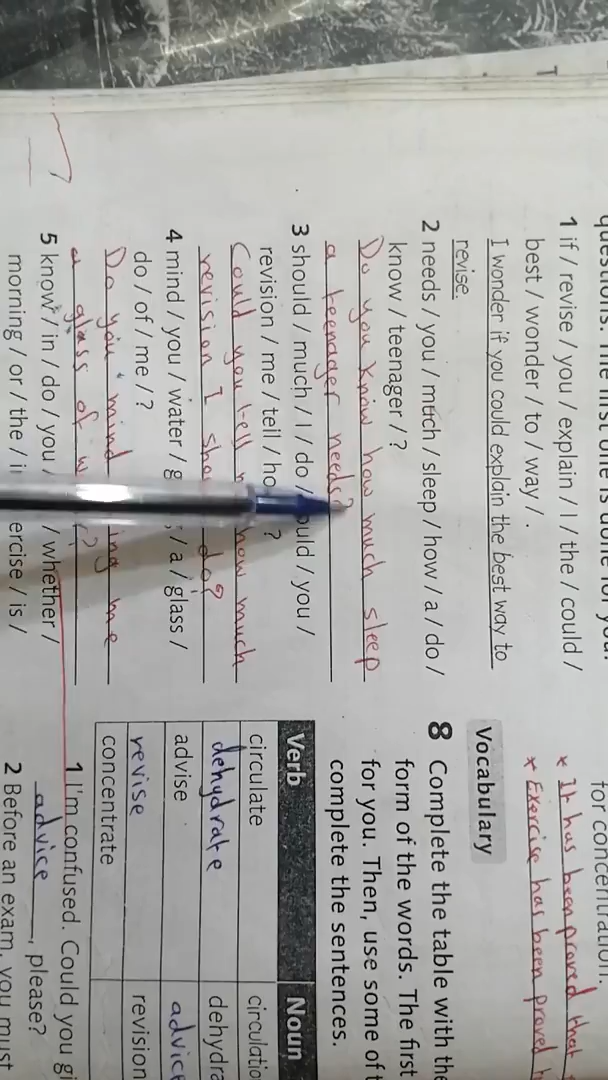 questions. The first one is done for you.
1 if / revise / you / explain / I / the / could /
best / wonder / to / way / .
I wonder if you could explain the best way to
revise.
2 needs / you / much / sleep / how / a / do /
know / teenager / ?
Do you know how much sleep
a teenager needs?
3 should / much / I / do / could / you /
revision / me / tell / ?
Could you tell how much
revision I do?
4 mind / you / water / / a / glass /
do / of / me / ?
Do you mind me
a glass of ?
5 know / in / do / you / / whether /
morning / or / the / / is /
for concentration.
* It has been proved that
* Exercise has been proved
Vocabulary
8 Complete the table with the
form of the words. The first
for you. Then, use some of
complete the sentences.
Verb Noun
circulate
dehydrate
advise advice
revise revision
concentrate
1 I'm confused. Could you
advice, please?
2 Before an exam, you must